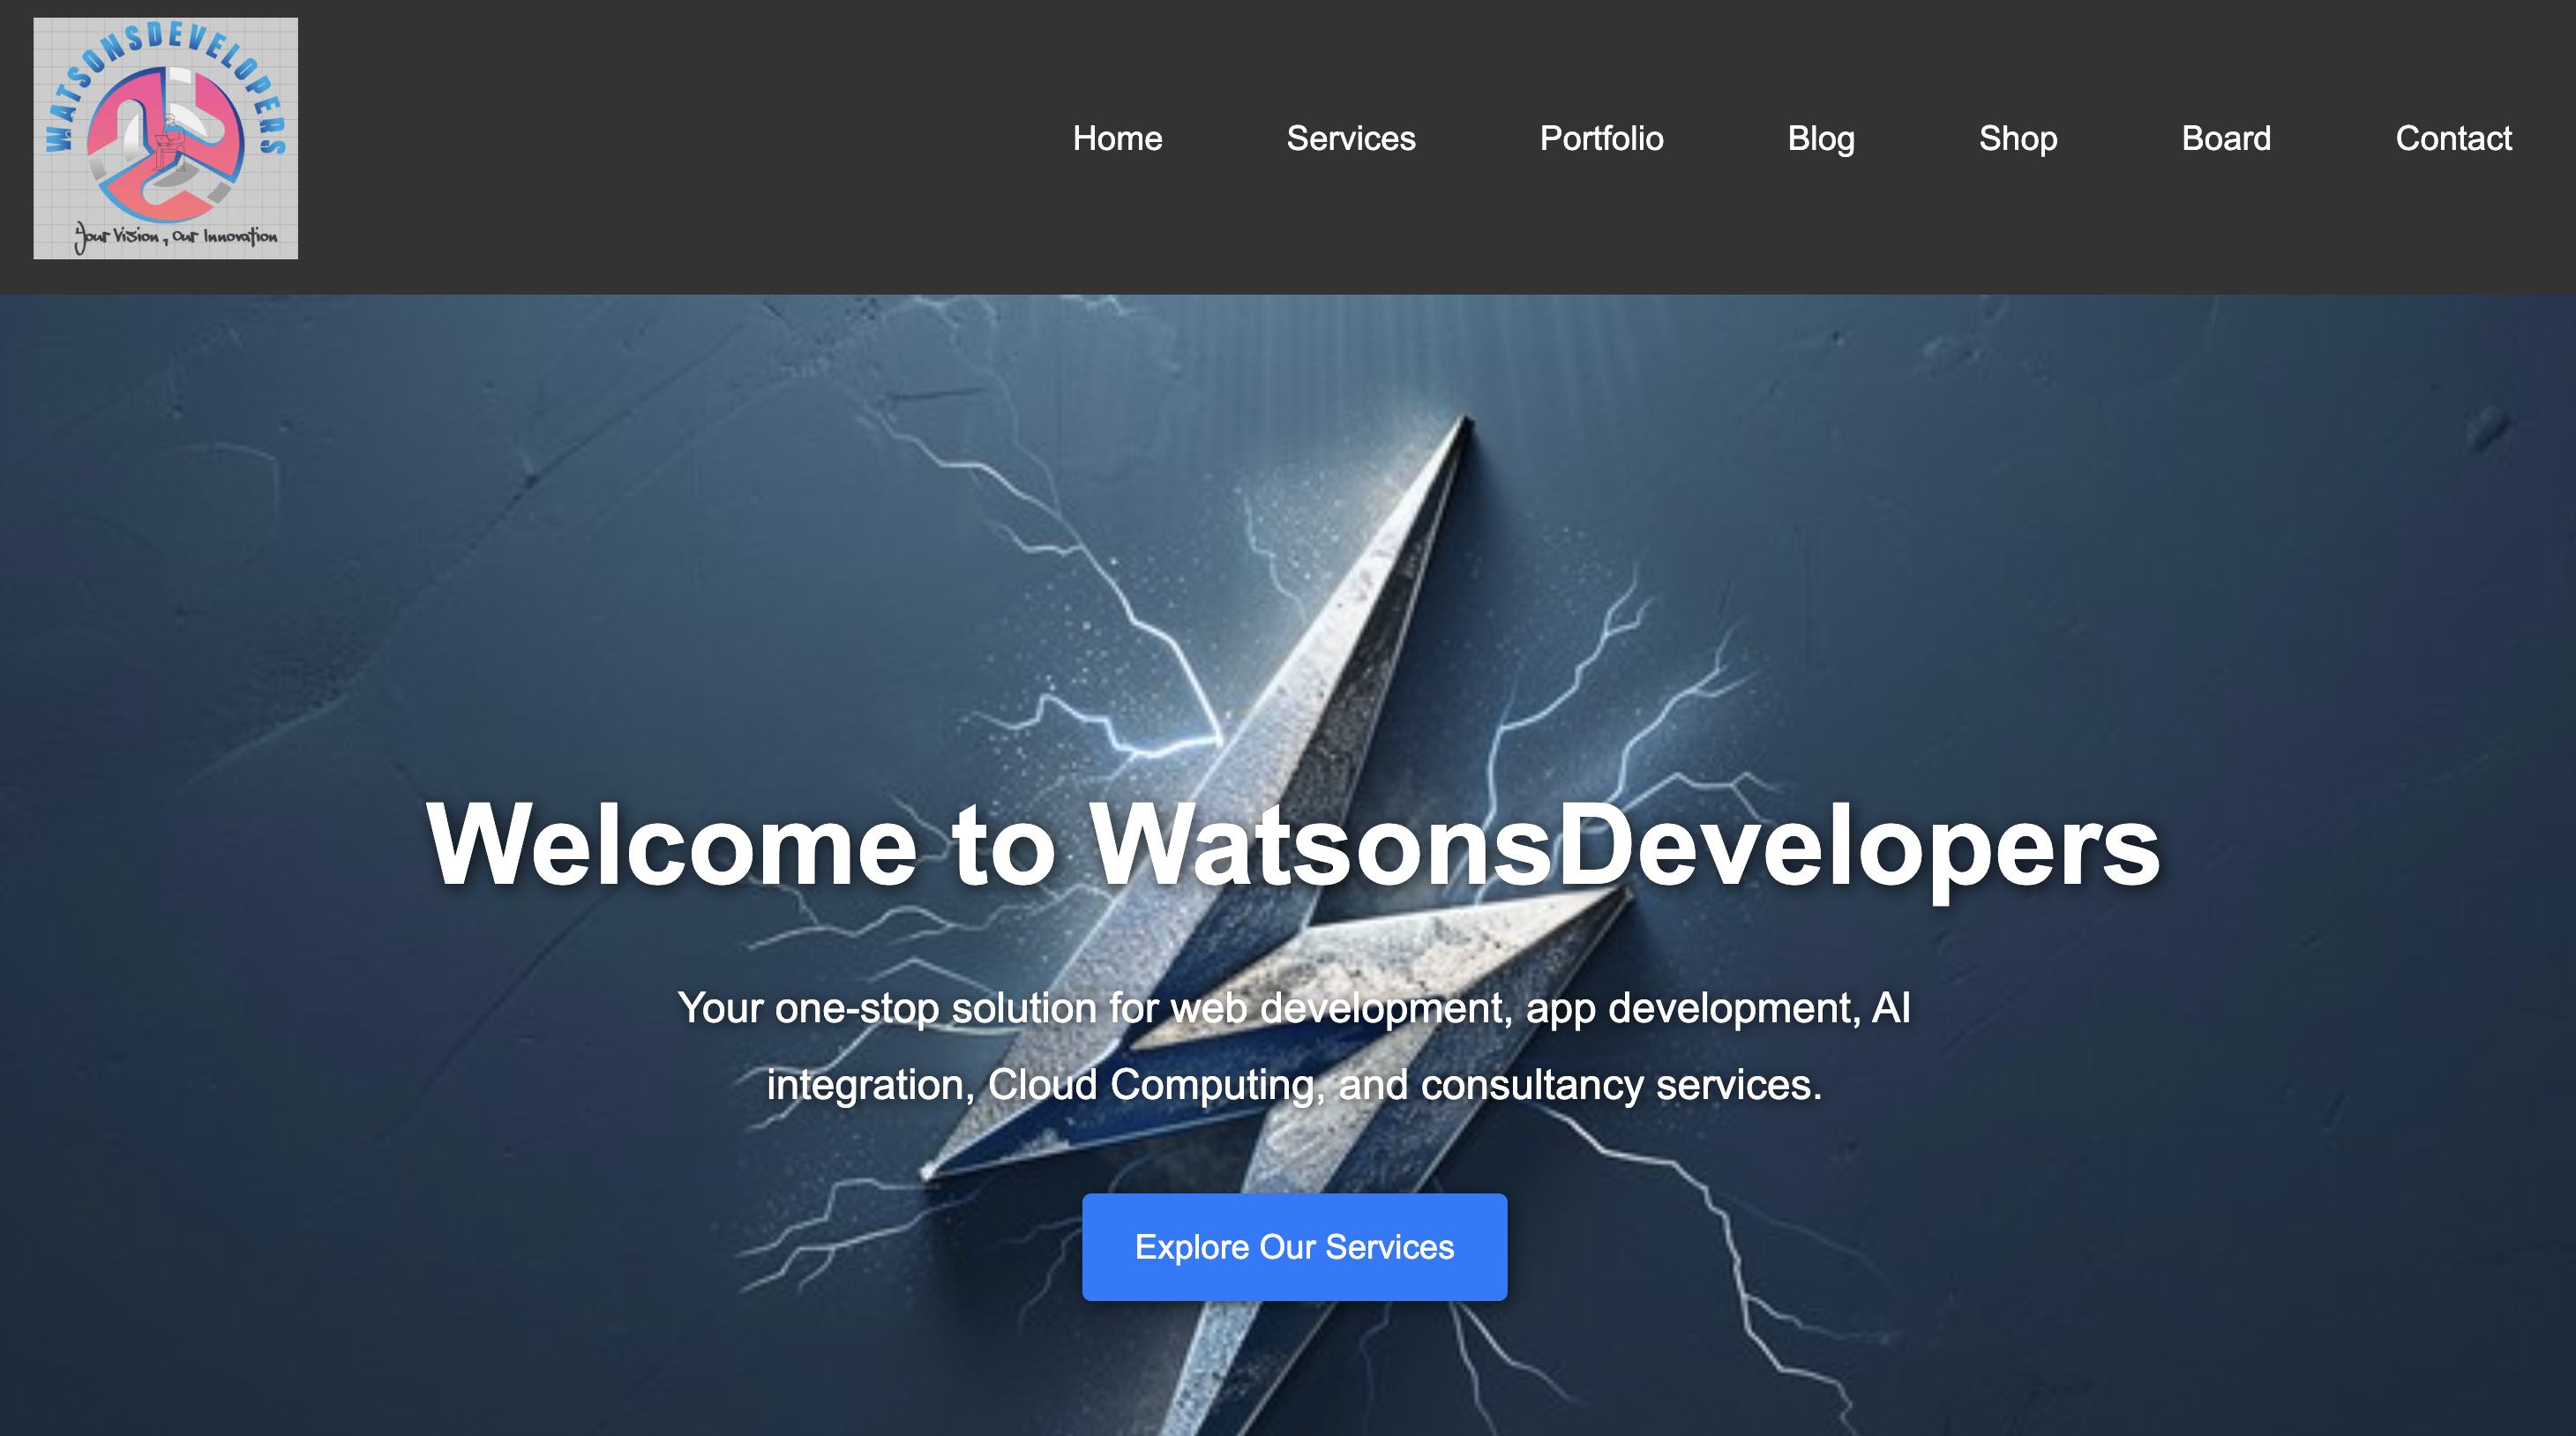 WATSONSDEVELOPERS
Your Vision, Our Innovation
Home Services Portfolio Blog Shop Board Contact
Welcome to WatsonsDevelopers
Your one-stop solution for web development, app development, AI
integration, Cloud Computing, and consultancy services.
Explore Our Services